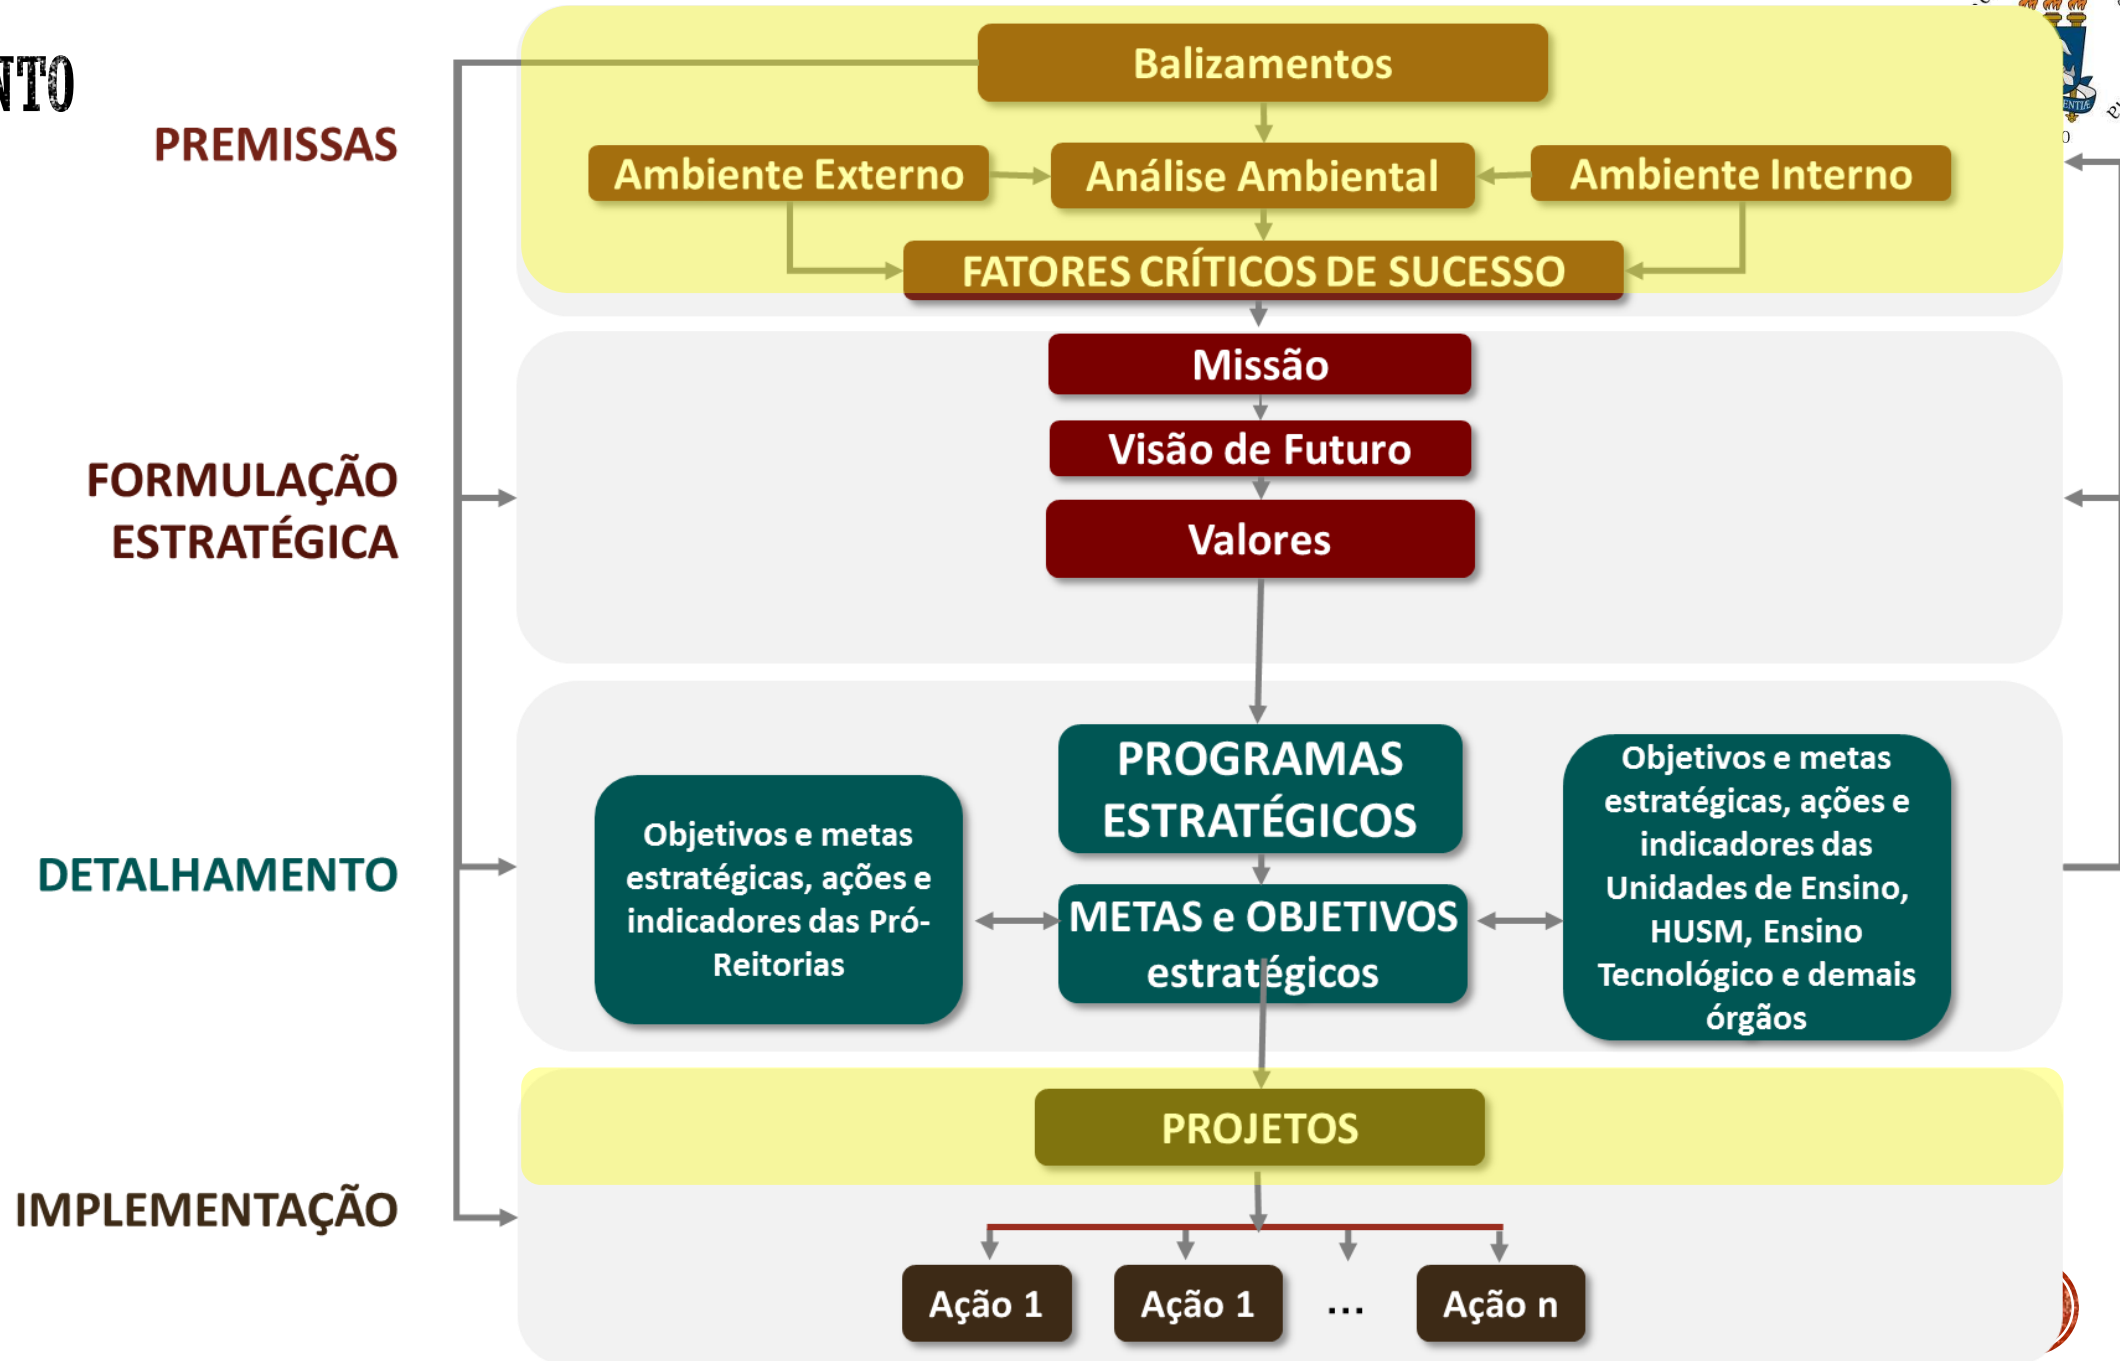 NTO
PREMISSAS
Balizamentos
Ambiente Externo
Análise Ambiental
Ambiente Interno
FATORES CRÍTICOS DE SUCESSO
FORMULAÇÃO
ESTRATÉGICA
Missão
Visão de Futuro
Valores
DETALHAMENTO
Objetivos e metas
estratégicas, ações e
indicadores das Pró-
Reitorias
PROGRAMAS
ESTRATÉGICOS
METAS e OBJETIVOS
estratégicos
Objetivos e metas
estratégicas, ações e
indicadores das
Unidades de Ensino,
HUSM, Ensino
Tecnológico e demais
órgãos
IMPLEMENTAÇÃO
PROJETOS
Ação 1
Ação 1
...
Ação n